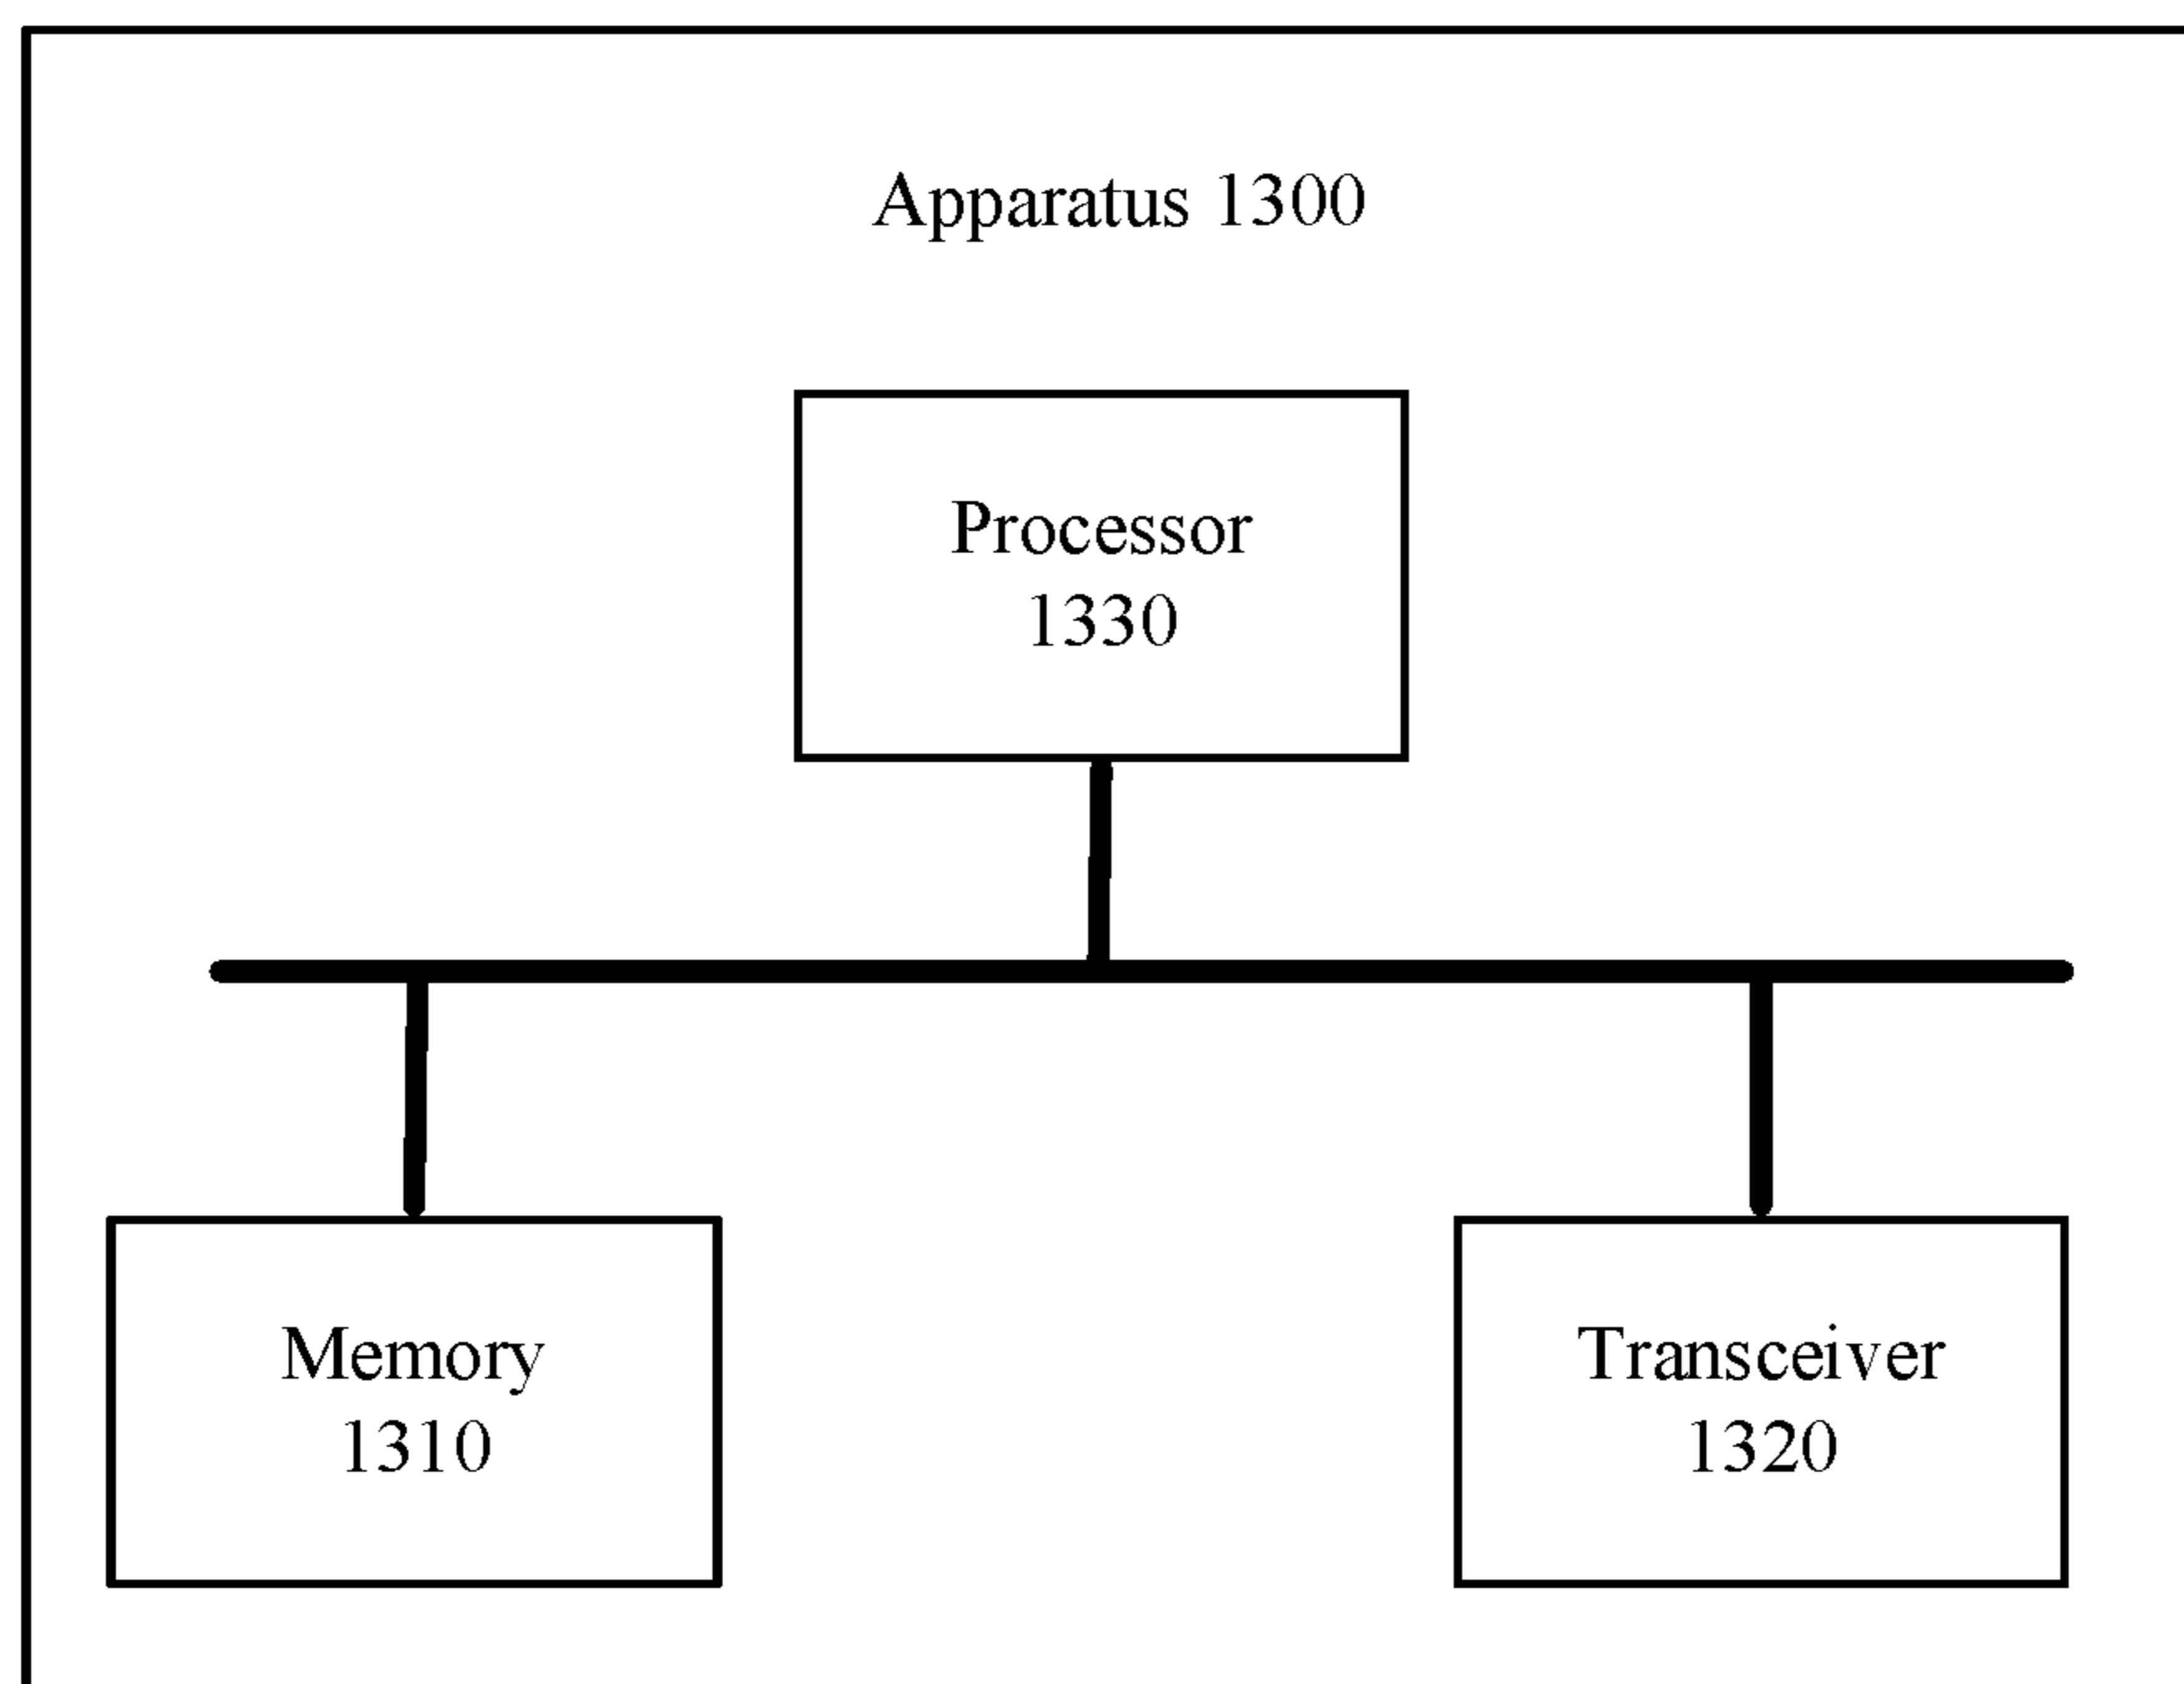 Apparatus 1300
Processor
1330
Memory
1310
Transceiver
1320